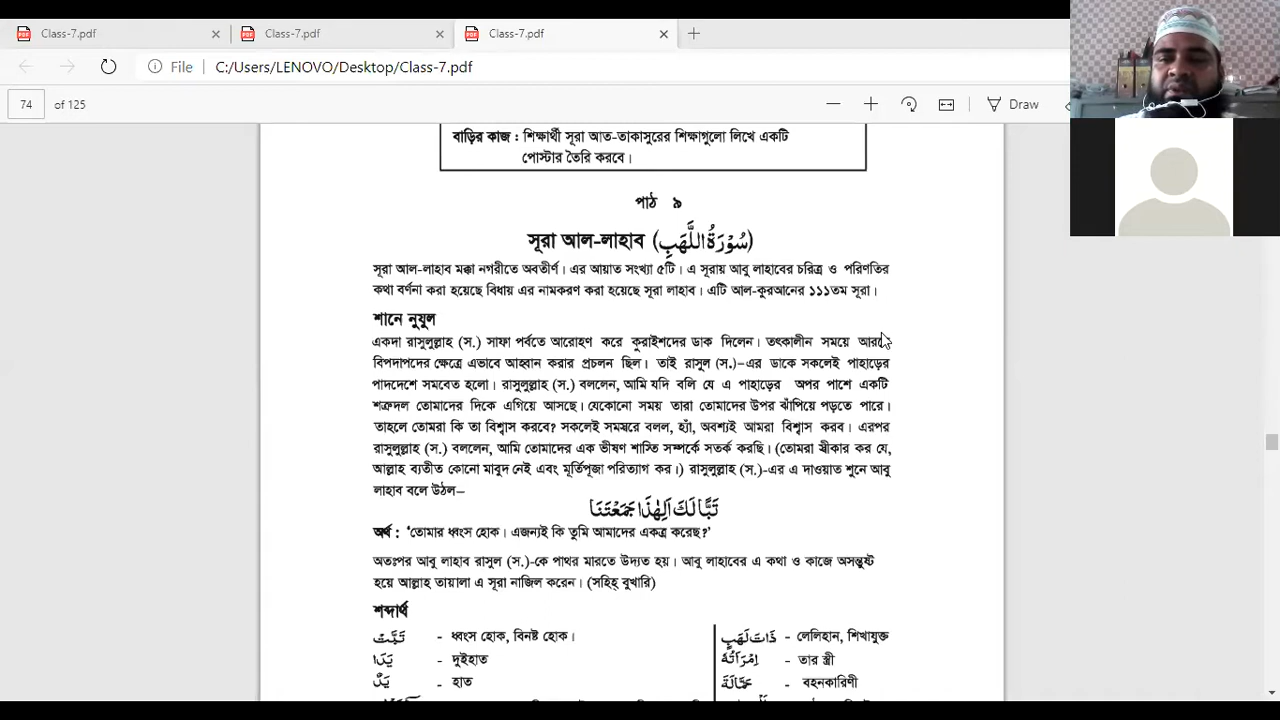 Class-7.pdf
Class-7.pdf
Class-7.pdf
File C:/Users/LENOVO/Desktop/Class-7.pdf
74 of 125
Draw
বাড়ির কাজ : শিক্ষার্থী সূরা আত-তাকাসুরের শিক্ষাগুলো লিখে একটি
পোস্টার তৈরি করবে।
পাঠ ৯
সূরা আল-লাহাব (سُوْرَةُ اللَّهَبِ)
সূরা আল-লাহাব মক্কা নগরীতে অবতীর্ণ। এর আয়াত সংখ্যা ৫টি। এ সূরায় আবু লাহাবের চরিত্র ও পরিণতির
কথা বর্ণনা করা হয়েছে বিধায় এর নামকরণ করা হয়েছে সূরা লাহাব। এটি আল-কুরআনের ১১১তম সূরা।
শানে নুযুল
একদা রাসুলুল্লাহ (স.) সাফা পর্বতে আরোহণ করে কুরাইশদের ডাক দিলেন। তৎকালীন সময়ে
বিপদাপদের ক্ষেত্রে এভাবে আহ্বান করার প্রচলন ছিল। তাই রাসুল (স.)-এর ডাকে সকলেই পাহাড়ের
পাদদেশে সমবেত হলো। রাসুলুল্লাহ (স.) বললেন, আমি যদি বলি যে এ পাহাড়ের অপর পাশে একটি
শত্রুদল তোমাদের দিকে এগিয়ে আসছে। যেকোনো সময় তারা তোমাদের উপর ঝাঁপিয়ে পড়তে পারে।
তাহলে তোমরা কি তা বিশ্বাস করবে? সকলেই সমস্বরে বলল, হ্যাঁ, অবশ্যই আমরা বিশ্বাস করব। এরপর
রাসুলুল্লাহ (স.) বললেন, আমি তোমাদের এক ভীষণ শাস্তি সম্পর্কে সতর্ক করছি। (তোমরা স্বীকার কর যে,
আল্লাহ ব্যতীত কোনো মাবুদ নেই এবং মূর্তিপূজা পরিত্যাগ কর।) রাসুলুল্লাহ (স.)-এর এ দাওয়াত শুনে আবু
লাহাব বলে উঠল–
تَبًّا لَكَ اَلِهٰذَا جَمَعْتَنَا
অর্থ : ‘তোমার ধ্বংস হোক। এজন্যই কি তুমি আমাদের একত্র করেছ?’
অতঃপর আবু লাহাব রাসুল (স.)-কে পাথর মারতে উদ্যত হয়। আবু লাহাবের এ কথা ও কাজে অসন্তুষ্ট
হয়ে আল্লাহ তায়ালা এ সূরা নাজিল করেন। (সহিহ্ বুখারি)
শব্দার্থ
تَبَّتْ - ধ্বংস হোক, বিনষ্ট হোক।
يَدَا - দুইহাত
يَدٌ - হাত
ذَاتَ لَهَبٍ - লেলিহান, শিখাযুক্ত
اِمْرَاَتُهٗ - তার স্ত্রী
حَمَّالَةَ - বহনকারিণী